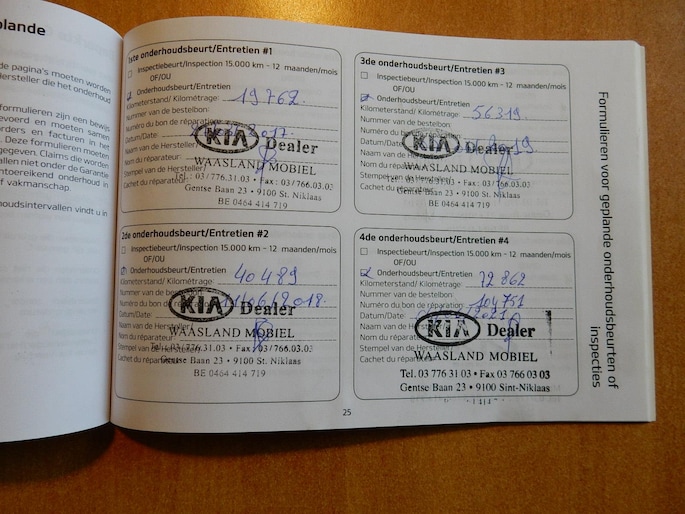 plande
de pagina's moeten worden
ersteller die het onderhoud
formulieren zijn een bewijs
evoerd en moeten samen
orders en facturen in het
Deze formulieren moeten
egegeven. Claims die worden
allen niet onder de Garantie
ontoereikend onderhoud in
f vakmanschap.
houdsintervallen vindt u in
1ste onderhoudsbeurt/Entretien #1
Inspectiebeurt/Inspection 15.000 km - 12 maanden/mois
OF/OU
Onderhoudsbeurt/Entretien
Kilometerstand/ Kilométrage: 19762
Nummer van de bestelbon:
Numéro du bon de réparation:
Datum/Date: 2017
Naam van de Hersteller/
Nom du réparateur:
Stempel van de Hersteller/
Cachet du réparateur:
KIA Dealer
WAASLAND MOBIEL
Tel. : 03/776.31.03 • Fax : 03/766.03.03
Gentse Baan 23 • 9100 St. Niklaas
BE 0464 414 719
2de onderhoudsbeurt/Entretien #2
Inspectiebeurt/Inspection 15.000 km - 12 maanden/mois
OF/OU
Onderhoudsbeurt/Entretien
Kilometerstand/ Kilométrage: 40489
Nummer van de bestelbon:
Numéro du bon de réparation:
Datum/Date: 2018
Naam van de Hersteller/
Nom du réparateur:
Stempel van de Hersteller/
Cachet du réparateur:
KIA Dealer
WAASLAND MOBIEL
Tel. : 03/776.31.03 • Fax : 03/766.03.03
Gentse Baan 23 • 9100 St. Niklaas
BE 0464 414 719
3de onderhoudsbeurt/Entretien #3
Inspectiebeurt/Inspection 15.000 km - 12 maanden/mois
OF/OU
Onderhoudsbeurt/Entretien
Kilometerstand/ Kilométrage: 56319
Nummer van de bestelbon:
Numéro du bon de réparation:
Datum/Date:
Naam van de Hersteller/
Nom du réparateur:
Stempel van de Hersteller/
Cachet du réparateur:
KIA Dealer
WAASLAND MOBIEL
Tel. : 03/776.31.03 • Fax : 03/766.03.03
Gentse Baan 23 • 9100 St. Niklaas
BE 0464 414 719
4de onderhoudsbeurt/Entretien #4
Inspectiebeurt/Inspection 15.000 km - 12 maanden/mois
OF/OU
Onderhoudsbeurt/Entretien
Kilometerstand/ Kilométrage: 72862
Nummer van de bestelbon:
Numéro du bon de réparation: 104751
Datum/Date: 2021
Naam van de Hersteller/
Nom du réparateur:
Stempel van de Hersteller/
Cachet du réparateur:
KIA Dealer
WAASLAND MOBIEL
Tel. 03 776 31 03 • Fax 03 766 03 03
Gentse Baan 23 • 9100 Sint-Niklaas
Formulieren voor geplande onderhoudsbeurten of
inspecties
25